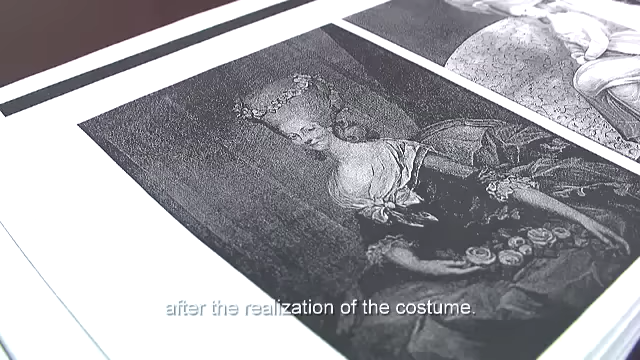 after the realization of the costume.